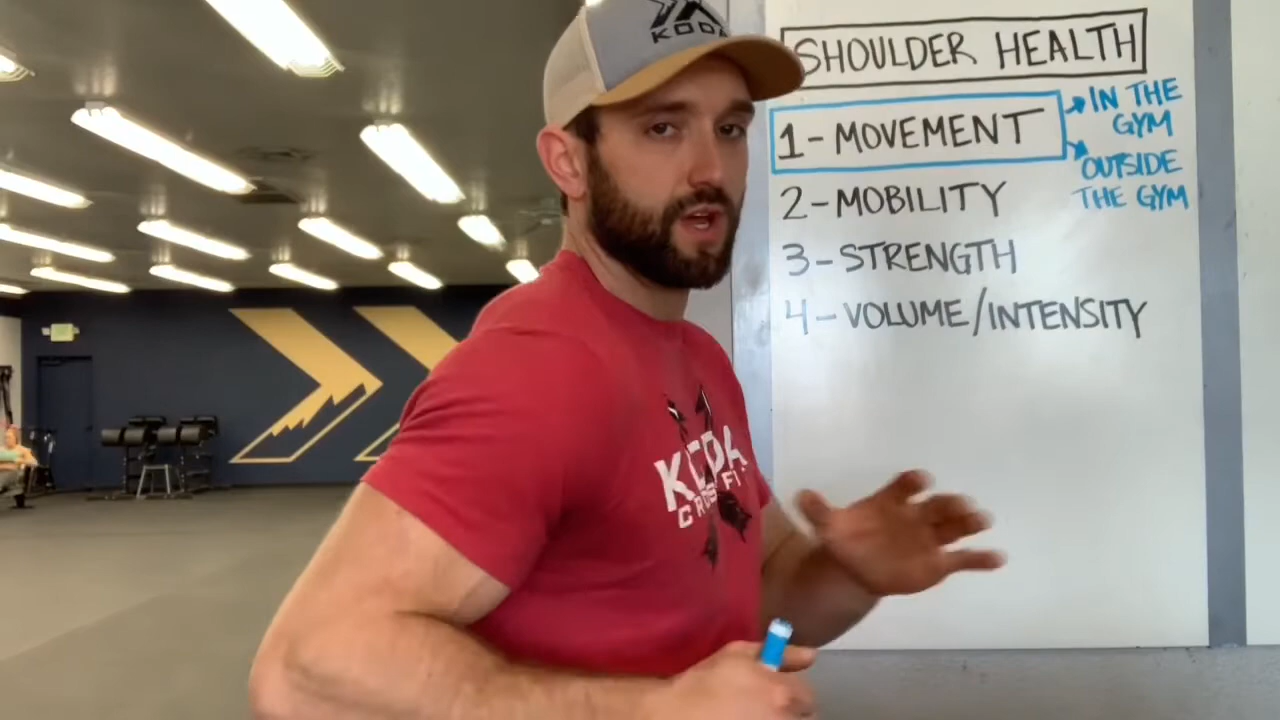 KODA
SHOULDER HEALTH
1-MOVEMENT
IN THE
GYM
OUTSIDE
THE GYM
2-MOBILITY
3-STRENGTH
4-VOLUME/INTENSITY
KODA
CROSSFIT